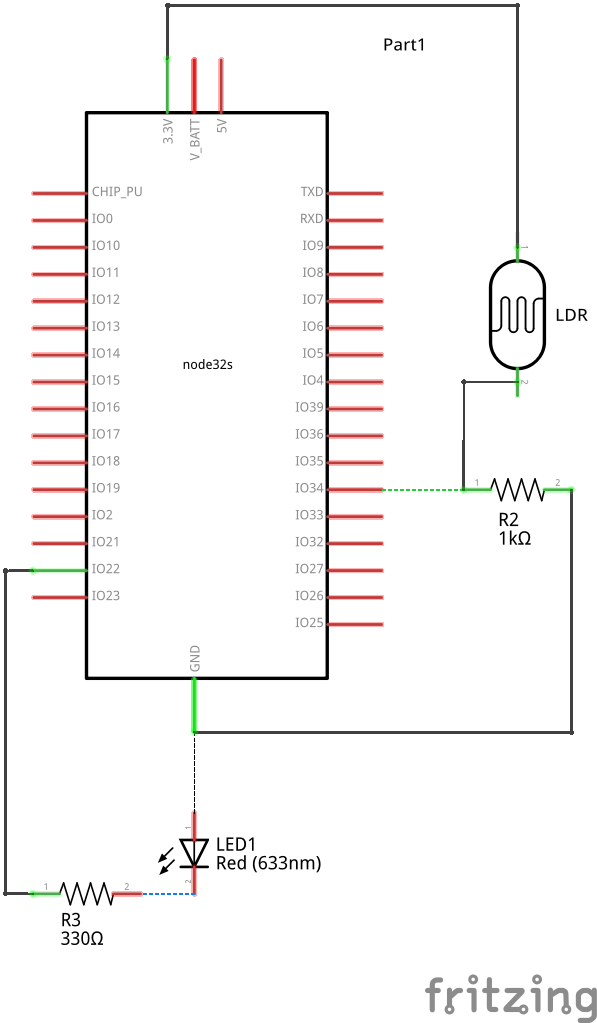 Part1
3.3V
V_BATT
5V
CHIP_PU
TXD
IO0
RXD
IO10
IO9
1
IO11
IO8
IO12
IO7
LDR
IO13
IO6
IO14
IO5
node32s
IO15
IO4
2
IO16
IO39
IO17
IO36
IO18
IO35
IO19
IO34
1
2
IO2
IO33
R2
1kΩ
IO21
IO32
IO22
IO27
IO23
IO26
IO25
GND
1
LED1
Red (633nm)
2
1
2
R3
330Ω
fritzing